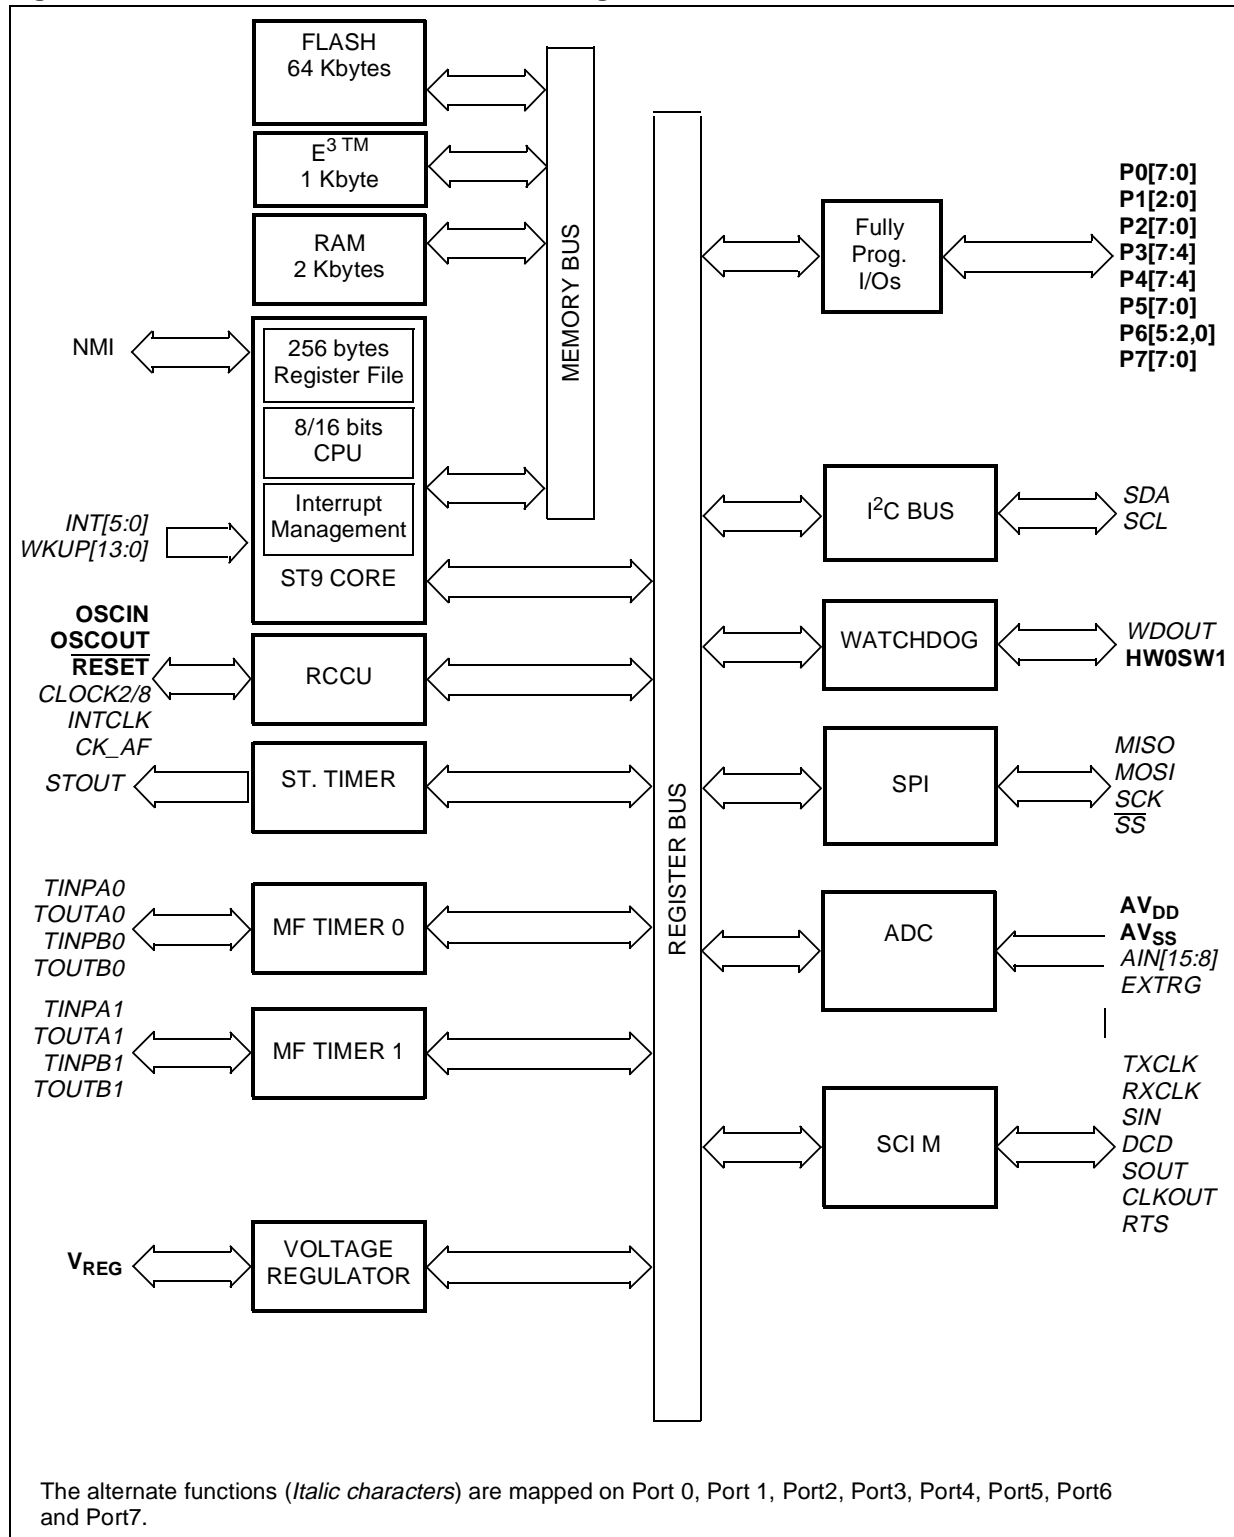 FLASH
64 Kbytes
E³ ™
1 Kbyte
RAM
2 Kbytes
NMI
256 bytes
Register File
8/16 bits
CPU
Interrupt
Management
ST9 CORE
INT[5:0]
WKUP[13:0]
OSCIN
OSCOUT
RESET
CLOCK2/8
INTCLK
CK_AF
RCCU
STOUT
ST. TIMER
TINPA0
TOUTA0
TINPB0
TOUTB0
MF TIMER 0
TINPA1
TOUTA1
TINPB1
TOUTB1
MF TIMER 1
VREG
VOLTAGE
REGULATOR
MEMORY BUS
REGISTER BUS
Fully
Prog.
I/Os
P0[7:0]
P1[2:0]
P2[7:0]
P3[7:4]
P4[7:4]
P5[7:0]
P6[5:2,0]
P7[7:0]
I²C BUS
SDA
SCL
WATCHDOG
WDOUT
HW0SW1
SPI
MISO
MOSI
SCK
SS
ADC
AVDD
AVSS
AIN[15:8]
EXTRG
SCI M
TXCLK
RXCLK
SIN
DCD
SOUT
CLKOUT
RTS
The alternate functions (Italic characters) are mapped on Port 0, Port 1, Port2, Port3, Port4, Port5, Port6
and Port7.